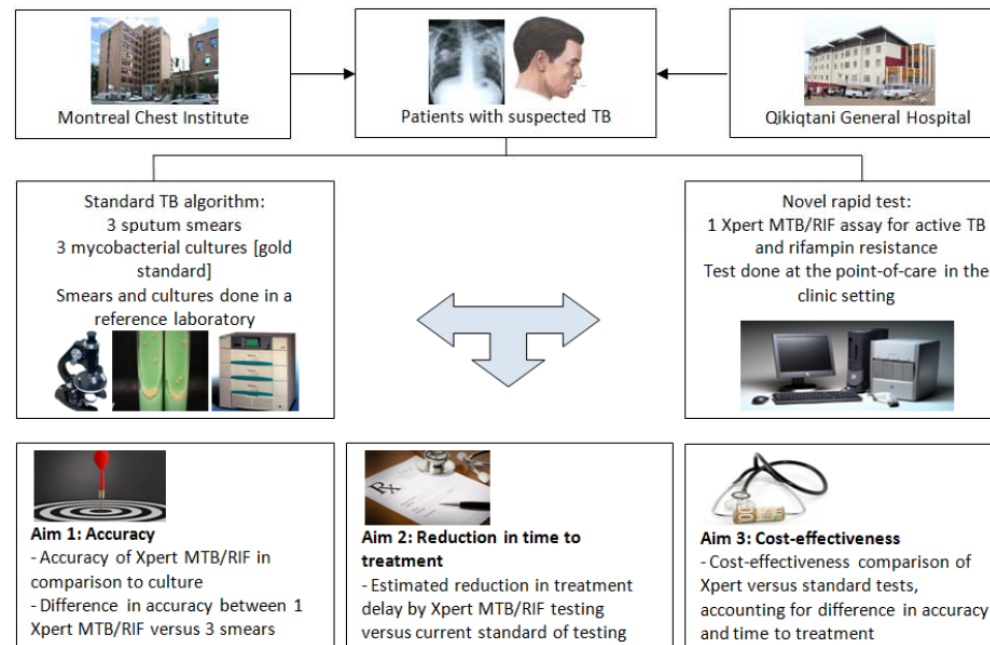 Montreal Chest Institute
Patients with suspected TB
Qikiqtani General Hospital
Standard TB algorithm:
3 sputum smears
3 mycobacterial cultures [gold
standard]
Smears and cultures done in a
reference laboratory
Novel rapid test:
1 Xpert MTB/RIF assay for active TB
and rifampin resistance
Test done at the point-of-care in the
clinic setting
Aim 1: Accuracy
- Accuracy of Xpert MTB/RIF in
comparison to culture
- Difference in accuracy between 1
Xpert MTB/RIF versus 3 smears
Aim 2: Reduction in time to
treatment
- Estimated reduction in treatment
delay by Xpert MTB/RIF testing
versus current standard of testing
Aim 3: Cost-effectiveness
- Cost-effectiveness comparison of
Xpert versus standard tests,
accounting for difference in accuracy
and time to treatment